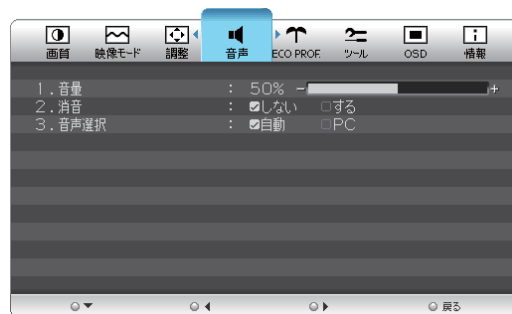 画質 映像モード 調整 音声 ECO PROF. ツール OSD 情報
1.音量 : 50% - +
2.消音 : しない する
3.音声選択 : 自動 PC
戻る